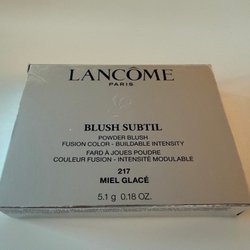 LANCÔME
PARIS
BLUSH SUBTIL
POWDER BLUSH
FUSION COLOR - BUILDABLE INTENSITY
FARD À JOUES POUDRE
COULEUR FUSION - INTENSITÉ MODULABLE
217
MIEL GLACÉ
5.1 g 0.18 OZ.